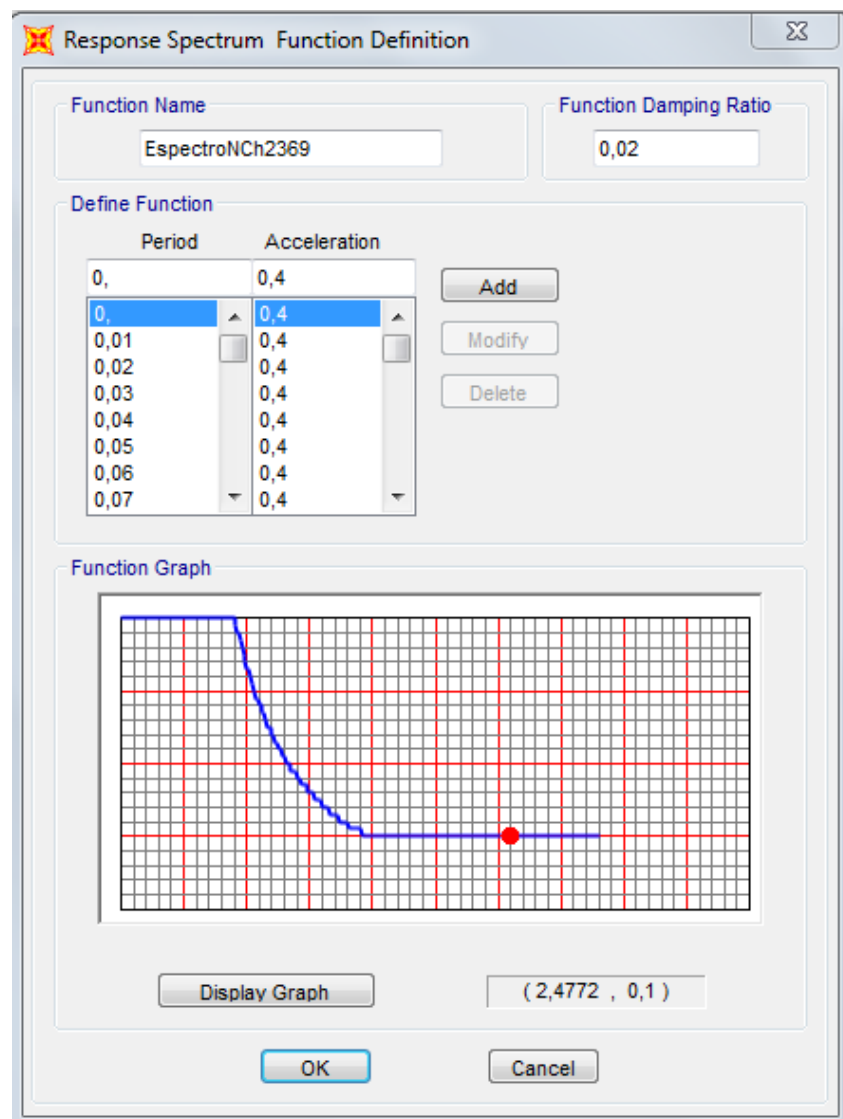 Response Spectrum Function Definition
Function Name
Function Damping Ratio
EspectroNCh2369
0,02
Define Function
Period Acceleration
0, 0,4
Add
0, 0,4
0,01 0,4
Modify
0,02 0,4
0,03 0,4
Delete
0,04 0,4
0,05 0,4
0,06 0,4
0,07 0,4
Function Graph
Display Graph
( 2,4772 , 0,1 )
OK
Cancel